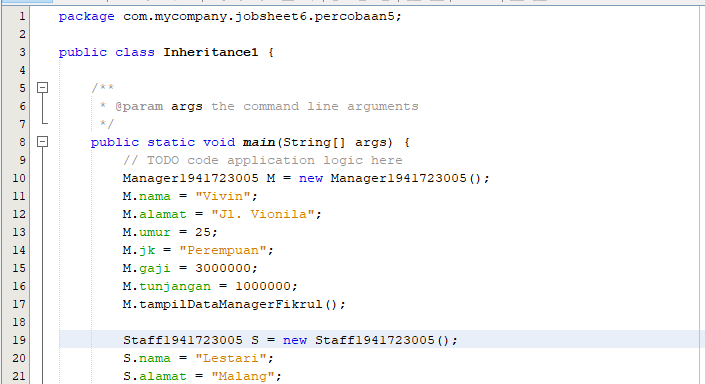 1 package com.mycompany.jobsheet6.percobaan5;
2
3 public class Inheritance1 {
4
5 /**
6 * @param args the command line arguments
7 */
8 public static void main(String[] args) {
9 // TODO code application logic here
10 Manager1941723005 M = new Manager1941723005();
11 M.nama = "Vivin";
12 M.alamat = "Jl. Vionila";
13 M.umur = 25;
14 M.jk = "Perempuan";
15 M.gaji = 3000000;
16 M.tunjangan = 1000000;
17 M.tampilDataManagerFikrul();
18
19 Staff1941723005 S = new Staff1941723005();
20 S.nama = "Lestari";
21 S.alamat = "Malang";